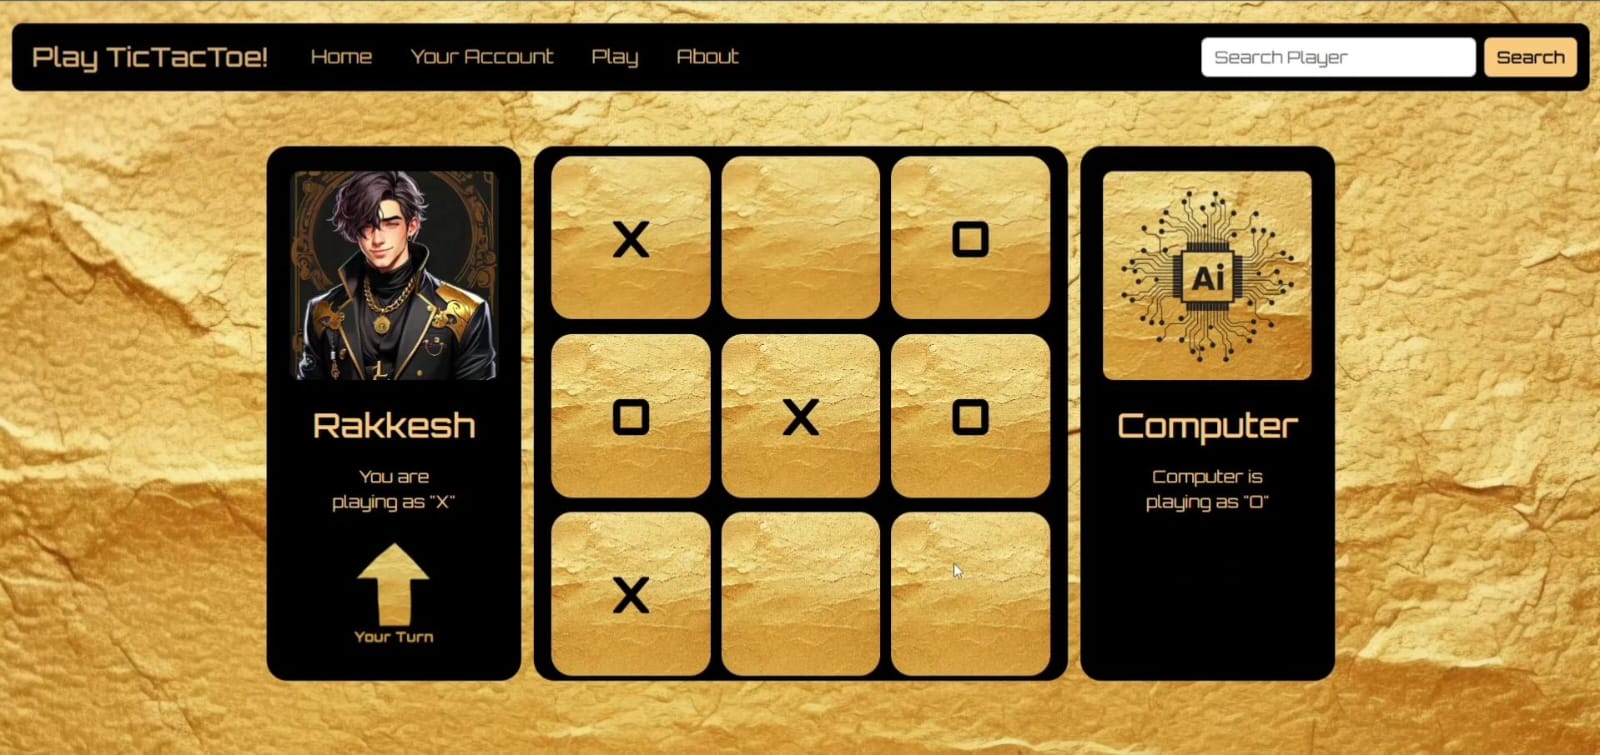 Play TicTacToe! Home Your Account Play About Search Player Search
X O
O X O
X
Rakkesh
You are
playing as "X"
Your Turn
Ai
Computer
Computer is
playing as "O"